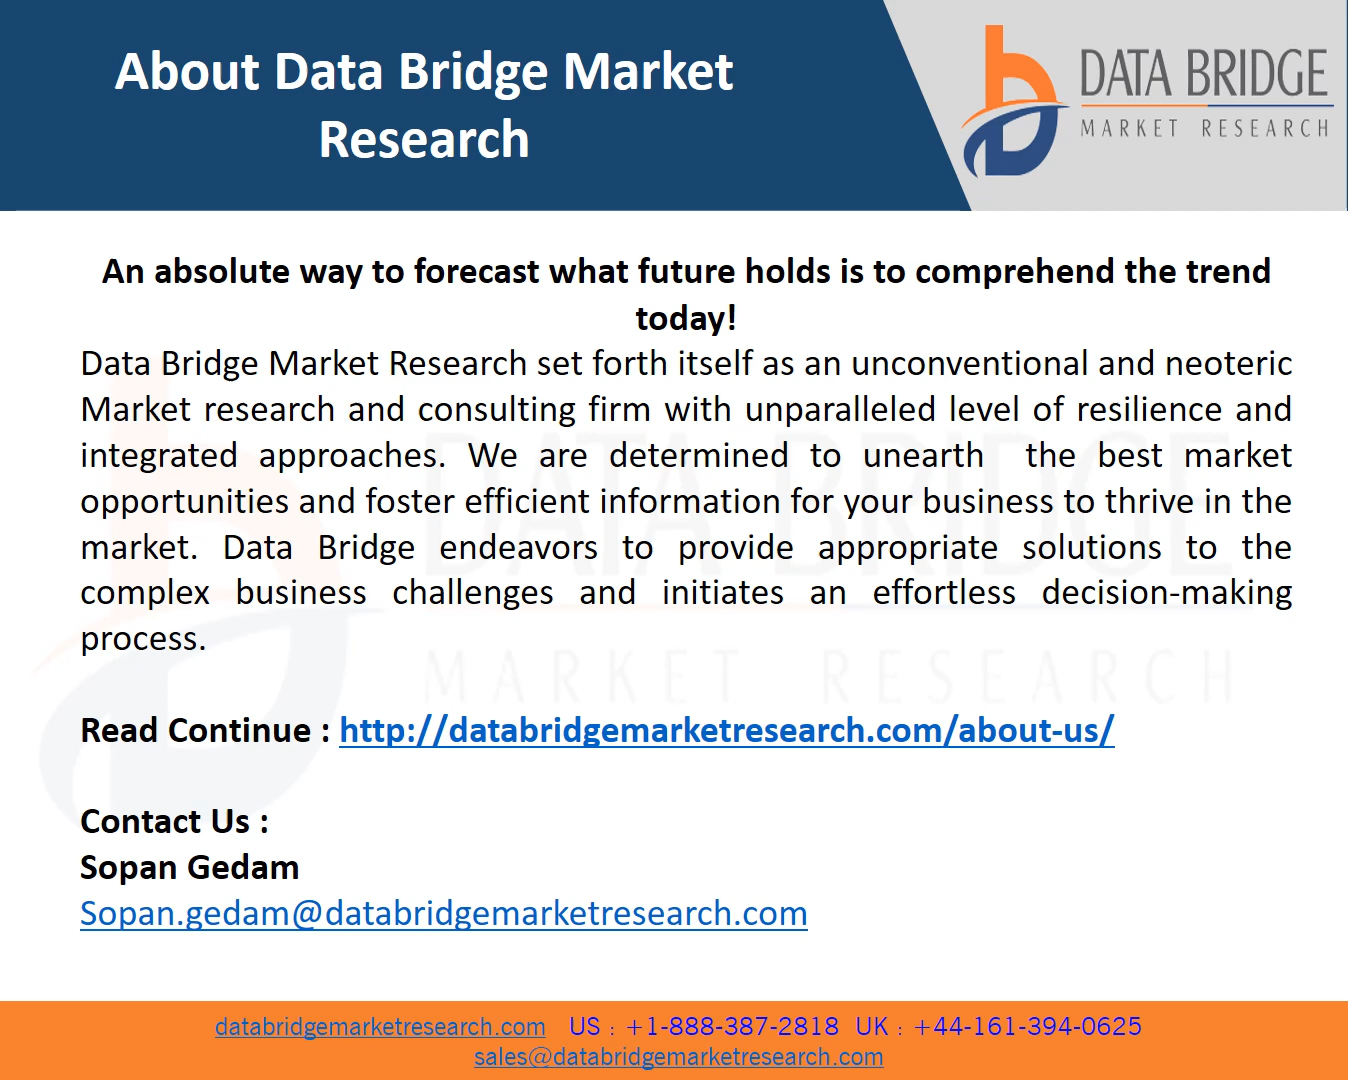 About Data Bridge Market
Research
DATA BRIDGE
MARKET RESEARCH
An absolute way to forecast what future holds is to comprehend the trend
today!
Data Bridge Market Research set forth itself as an unconventional and neoteric
Market research and consulting firm with unparalleled level of resilience and
integrated approaches. We are determined to unearth the best market
opportunities and foster efficient information for your business to thrive in the
market. Data Bridge endeavors to provide appropriate solutions to the
complex business challenges and initiates an effortless decision-making
process.
DATA BRIDGE
MARKET RESEARCH
Read Continue : http://databridgemarketresearch.com/about-us/
Contact Us :
Sopan Gedam
Sopan.gedam@databridgemarketresearch.com
databridgemarketresearch.com US : +1-888-387-2818 UK : +44-161-394-0625
sales@databridgemarketresearch.com